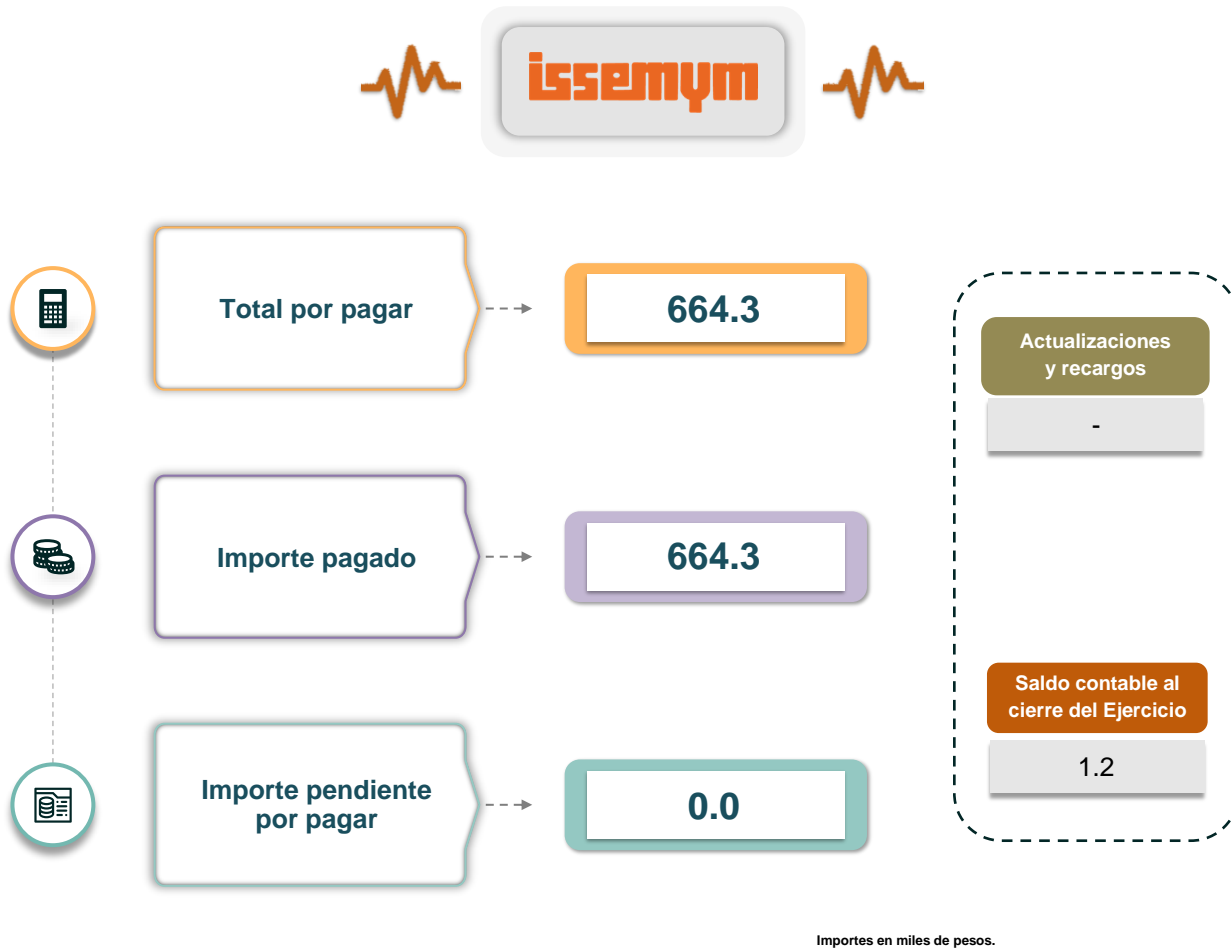 issemym
Total por pagar
664.3
Actualizaciones
y recargos
-
Importe pagado
664.3
Saldo contable al
cierre del Ejercicio
1.2
Importe pendiente
por pagar
0.0
Importes en miles de pesos.